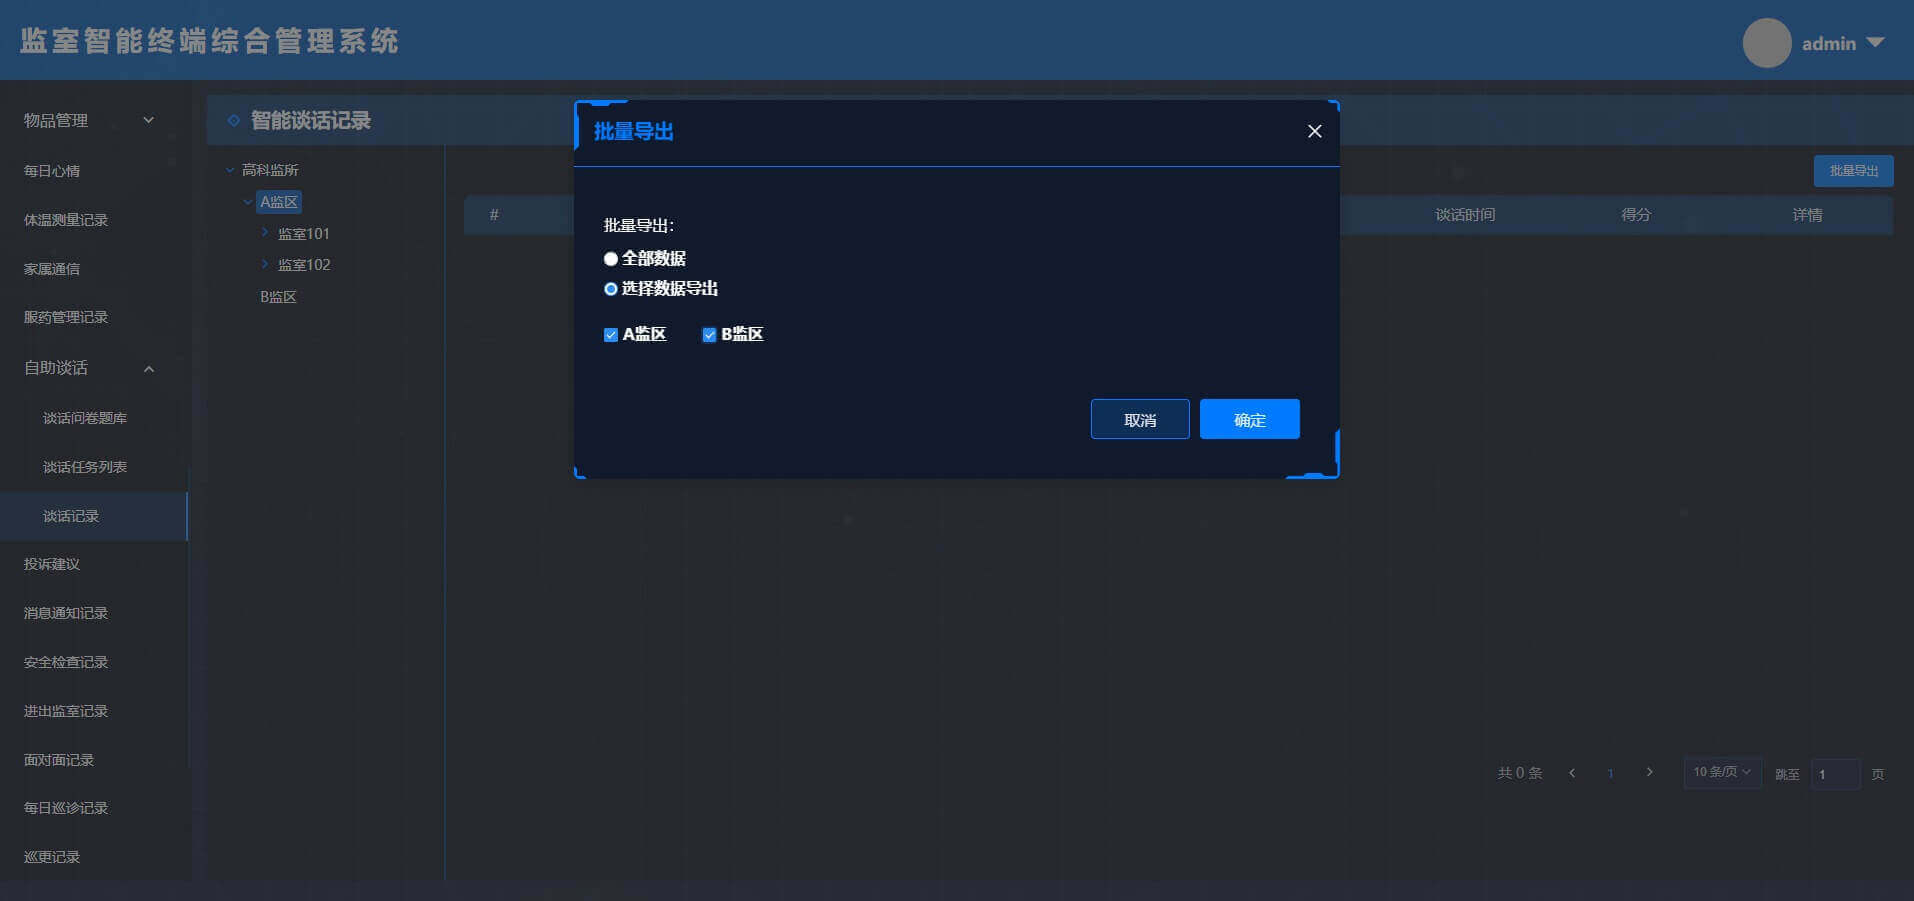 监室智能终端综合管理系统
admin
物品管理
每日心情
体温测量记录
家属通信
服药管理记录
自助谈话
谈话问卷题库
谈话任务列表
谈话记录
投诉建议
消息通知记录
安全检查记录
进出监室记录
面对面记录
每日巡诊记录
巡更记录
智能谈话记录
高科监所
A监区
监室101
监室102
B监区
批量导出
# 谈话时间 得分 详情
批量导出
批量导出:
全部数据
选择数据导出
A监区 B监区
取消 确定
共 0 条 1 10 条/页 跳至 1 页